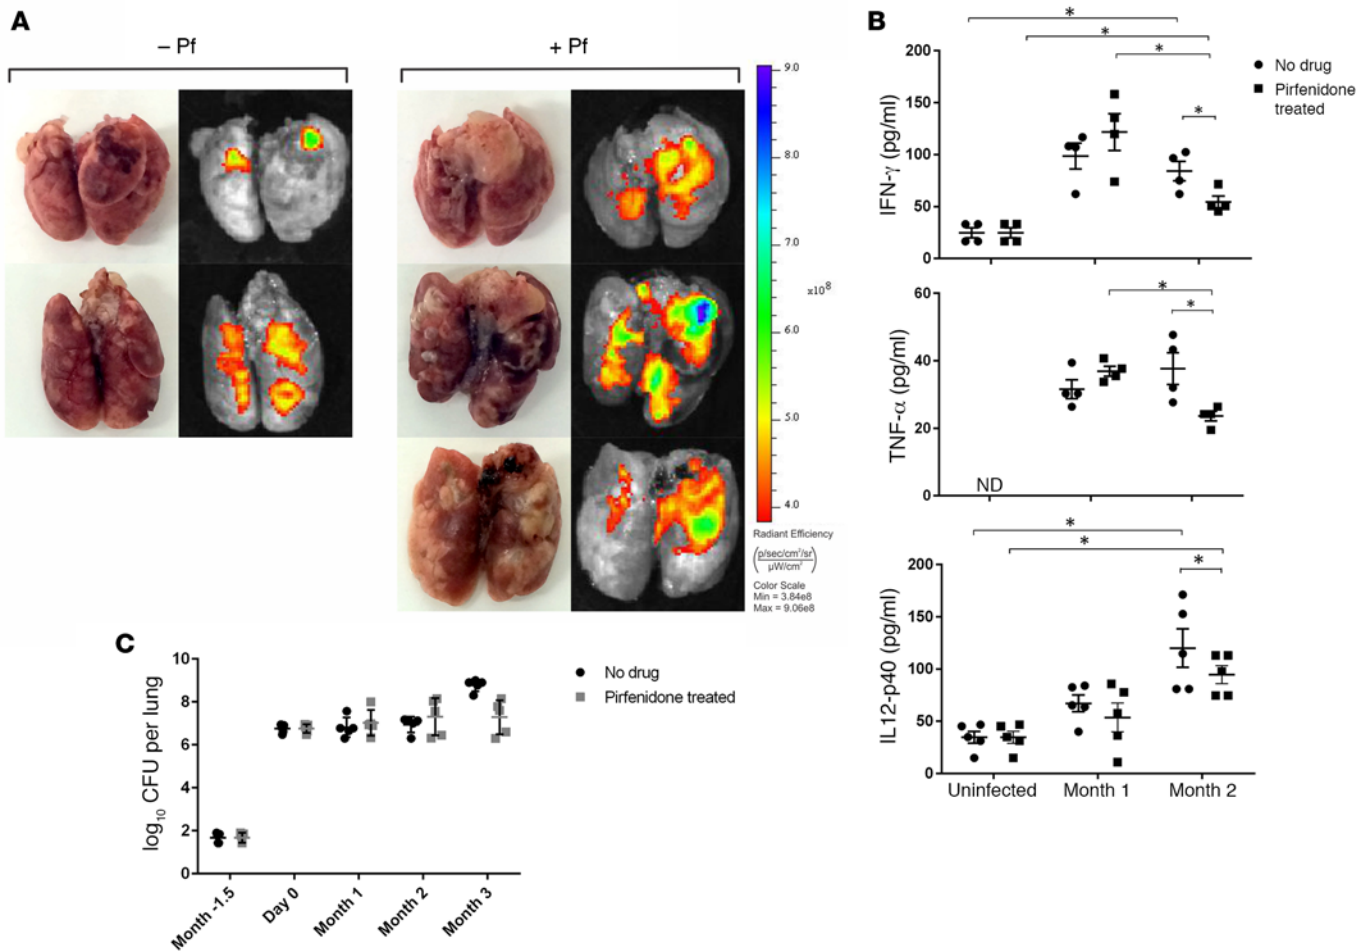 A
– Pf
+ Pf
9.0
8.0
7.0
x10⁸
6.0
5.0
4.0
Radiant Efficiency
(p/sec/cm²/sr / µW/cm²)
Color Scale
Min = 3.84e8
Max = 9.06e8
B
* 
*
*
*
No drug
Pirfenidone
treated
IFN-γ (pg/ml)
200
150
100
50
0
*
*
TNF-α (pg/ml)
60
40
20
0
ND
*
*
*
IL12-p40 (pg/ml)
200
150
100
50
0
Uninfected
Month 1
Month 2
C
No drug
Pirfenidone treated
log₁₀ CFU per lung
10
8
6
4
2
0
Month -1.5
Day 0
Month 1
Month 2
Month 3